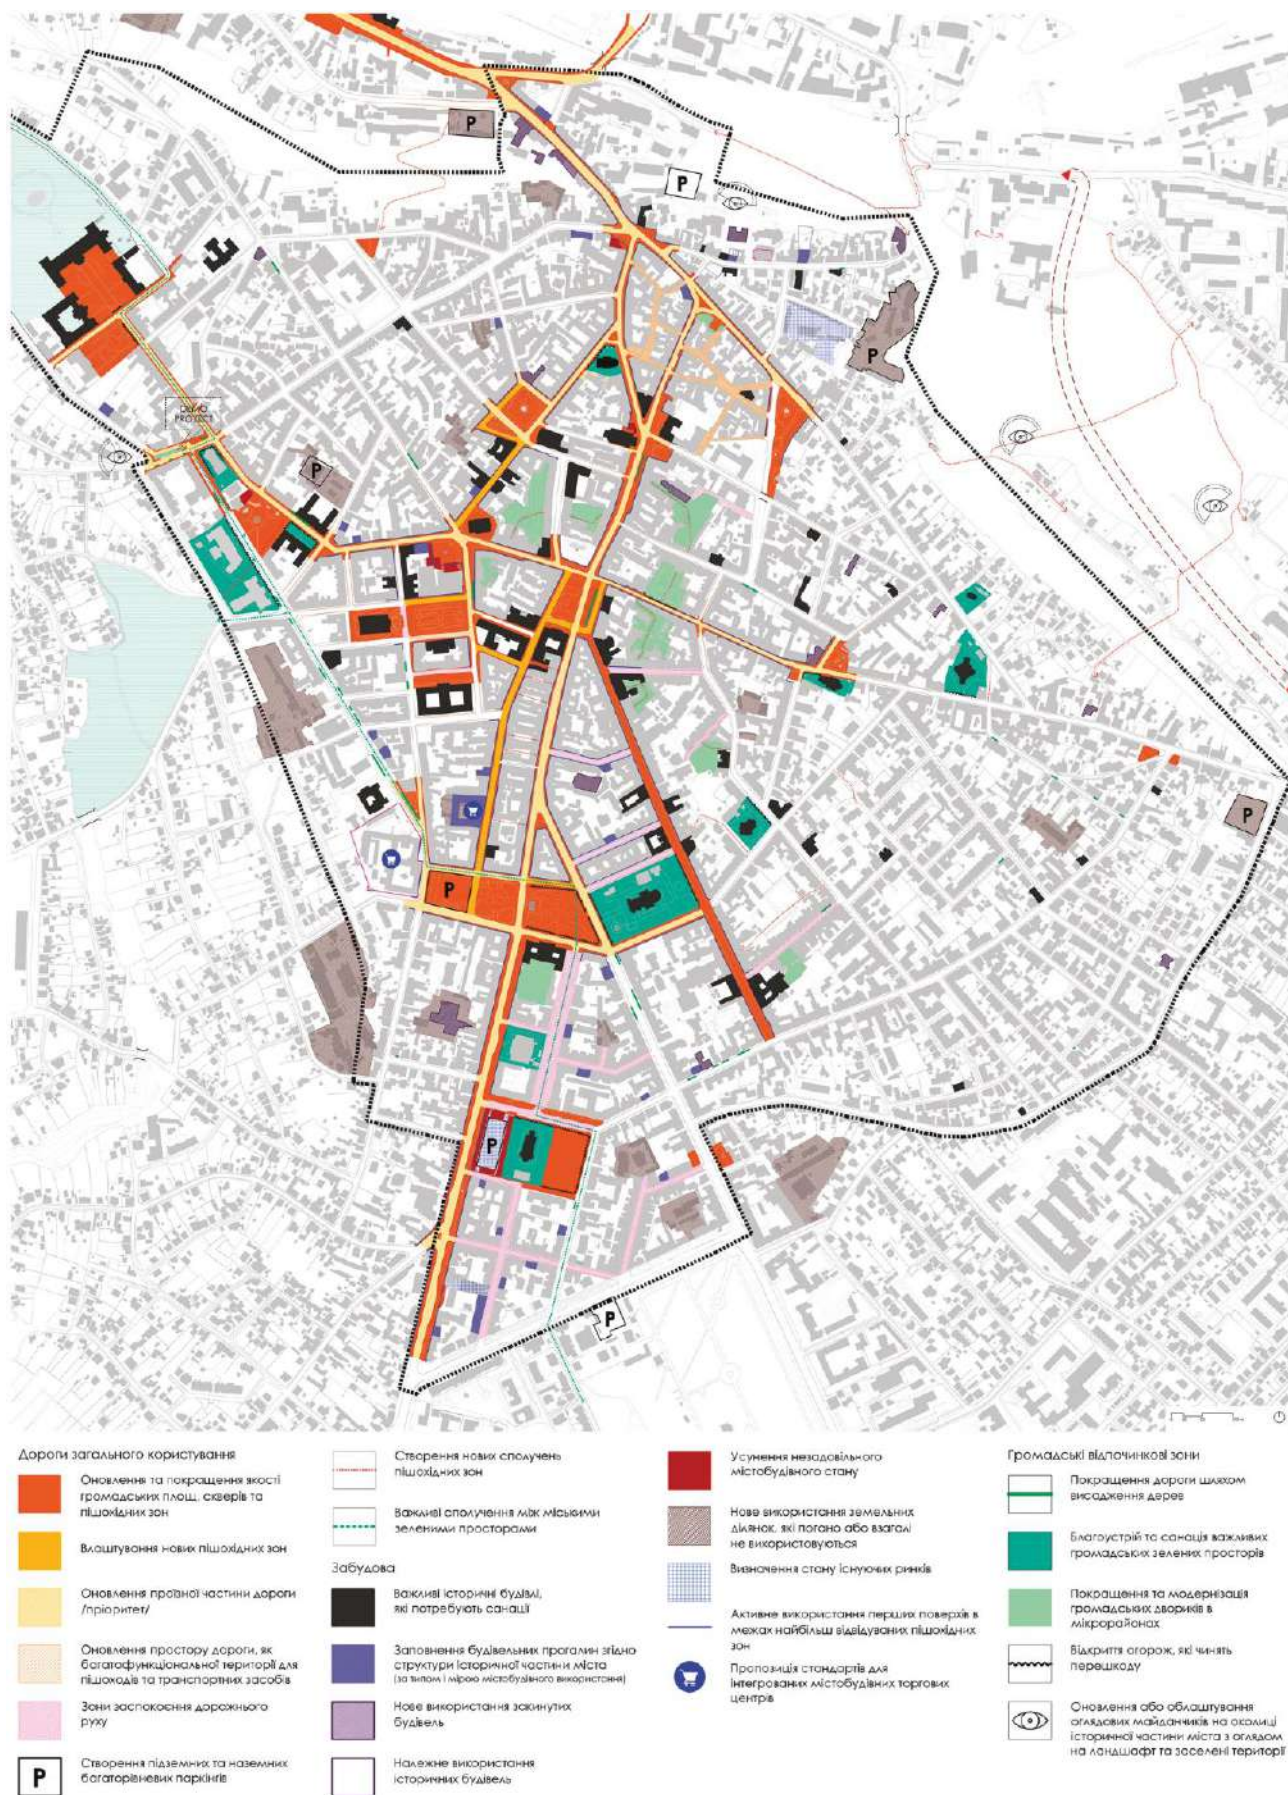 P
P
P
DEMO
PROJECT
P
P
P
P
P
Дороги загального користування
Оновлення та покращення якості
громадських площ, скверів та
пішохідних зон
Влаштування нових пішохідних зон
Оновлення проїзної частини дороги
/пріоритет/
Оновлення простору дороги, як
багатофункціональної території для
пішоходів та транспортних засобів
Зони заспокоєння дорожнього
руху
P
Створення підземних та наземних
багаторівневих паркінгів
Створення нових сполучень
пішохідних зон
Важливі сполучення між міськими
зеленими просторами
Забудова
Важливі історичні будівлі,
які потребують санації
Заповнення будівельних прогалин згідно
структури історичної частини міста
(за типом і мірою містобудівного використання)
Нове використання закинутих
будівель
Належне використання
історичних будівель
Усунення незадовільного
містобудівного стану
Нове використання земельних
ділянок, які погано або взагалі
не використовуються
Визначення стану існуючих ринків
Активне використання перших поверхів в
межах найбільш відвідуваних пішохідних
зон
Пропозиція стандартів для
інтегрованих містобудівних торгових
центрів
Громадські відпочинкові зони
Покращення дороги шляхом
висадження дерев
Благоустрій та санація важливих
громадських зелених просторів
Покращення та модернізація
громадських двориків в
мікрорайонах
Відкриття огорож, які чинять
перешкоду
Оновлення або облаштування
оглядових майданчиків на околиці
історичної частини міста з оглядом
на ландшафт та заселені території